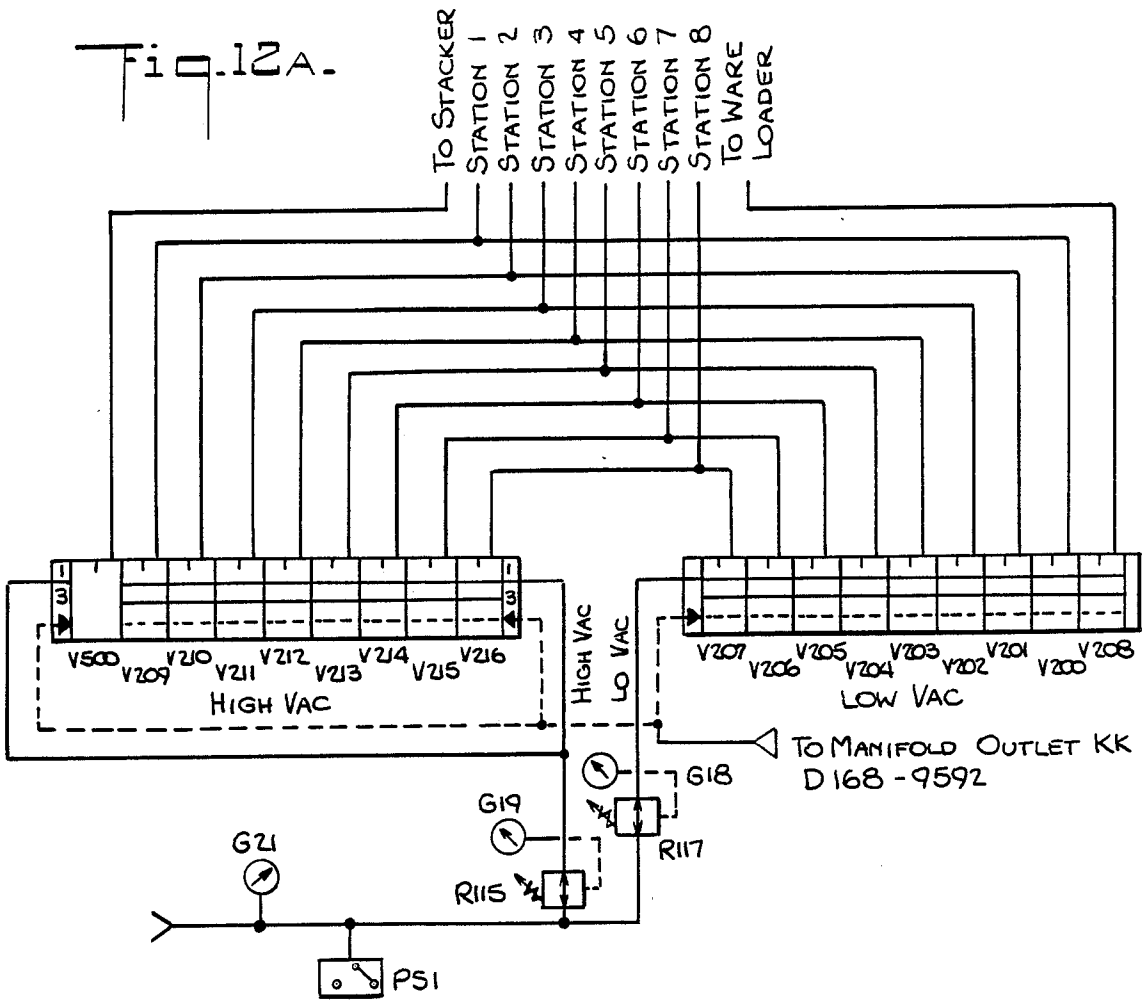 Fig.12A.
To STACKER
STATION 1
STATION 2
STATION 3
STATION 4
STATION 5
STATION 6
STATION 7
STATION 8
To WARE
LOADER
1
3
1
3
V500
V209
V210
V211
V212
V213
V214
V215
V216
HIGH VAC
HIGH VAC
LO VAC
V207
V206
V205
V204
V203
V202
V201
V200
V208
LOW VAC
To MANIFOLD OUTLET KK
D168-9592
G18
G19
R117
G21
R115
PS1